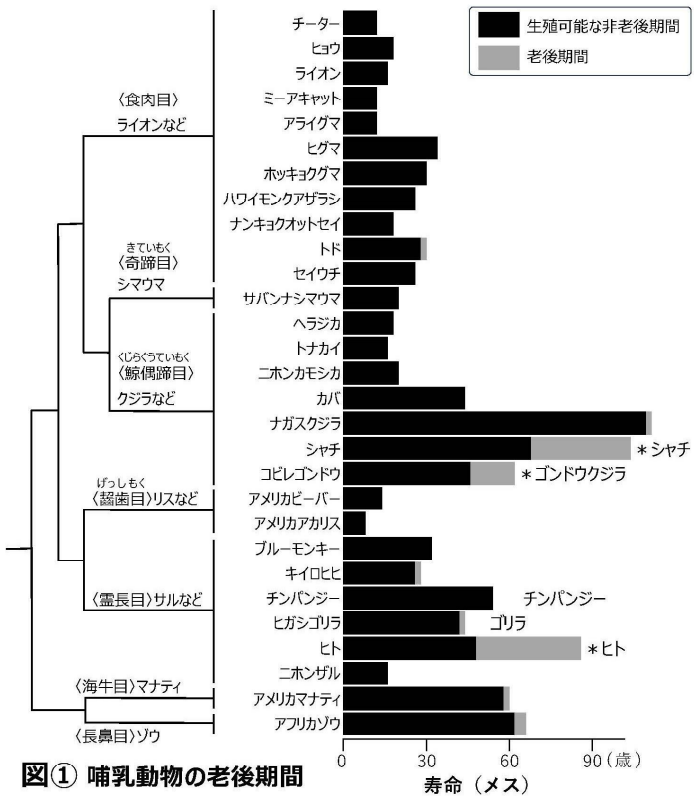 チーター
ヒョウ
ライオン
ミーアキャット
アライグマ
ヒグマ
ホッキョクグマ
ハワイモンクアザラシ
ナンキョクオットセイ
トド
セイウチ
サバンナシマウマ
ヘラジカ
トナカイ
ニホンカモシカ
カバ
ナガスクジラ
シャチ
コビレゴンドウ
アメリカビーバー
アメリカアカリス
ブルーモンキー
キイロヒヒ
チンパンジー
ヒガシゴリラ
ヒト
ニホンザル
アメリカマナティ
アフリカゾウ
生殖可能な非老後期間
老後期間
〈食肉目〉
ライオンなど
きていもく
〈奇蹄目〉
シマウマ
くじらぐうていもく
〈鯨偶蹄目〉
クジラなど
げっしもく
〈齧歯目〉リスなど
〈霊長目〉サルなど
〈海牛目〉マナティ
〈長鼻目〉ゾウ
＊シャチ
＊ゴンドウクジラ
チンパンジー
ゴリラ
＊ヒト
0 30 60 90（歳）
寿命（メス）
図① 哺乳動物の老後期間